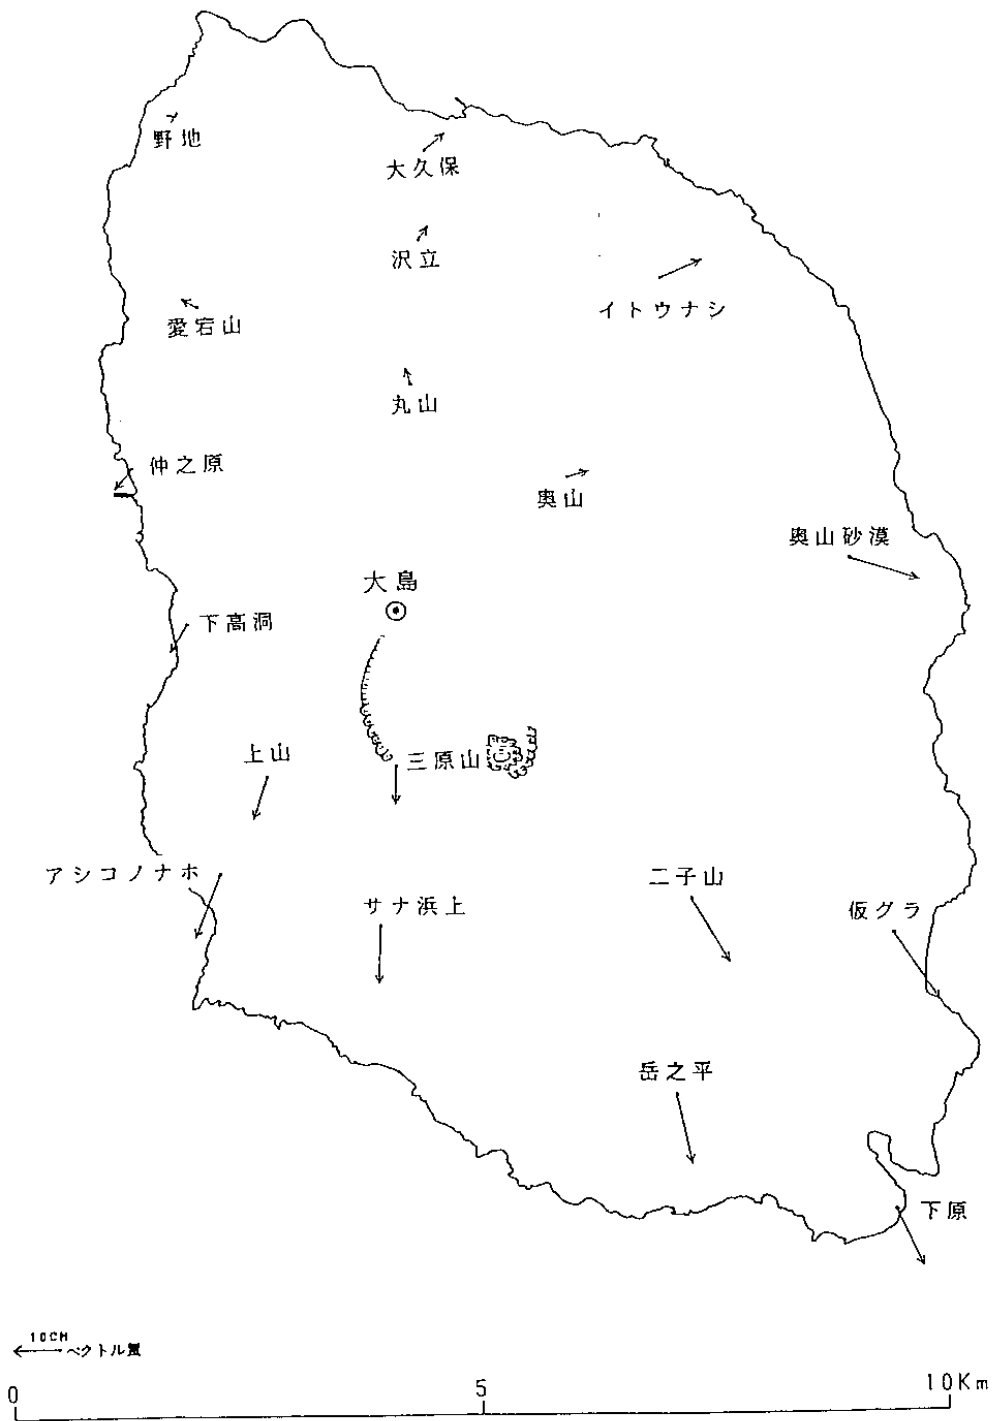 野地
大久保
沢立
イトウナシ
愛宕山
丸山
仲之原
奥山
奥山砂漠
大島
下高洞
上山
三原山
アシコノナホ
サナ浜上
二子山
仮グラ
岳之平
下原
10CM
ベクトル量
0 5 10Km